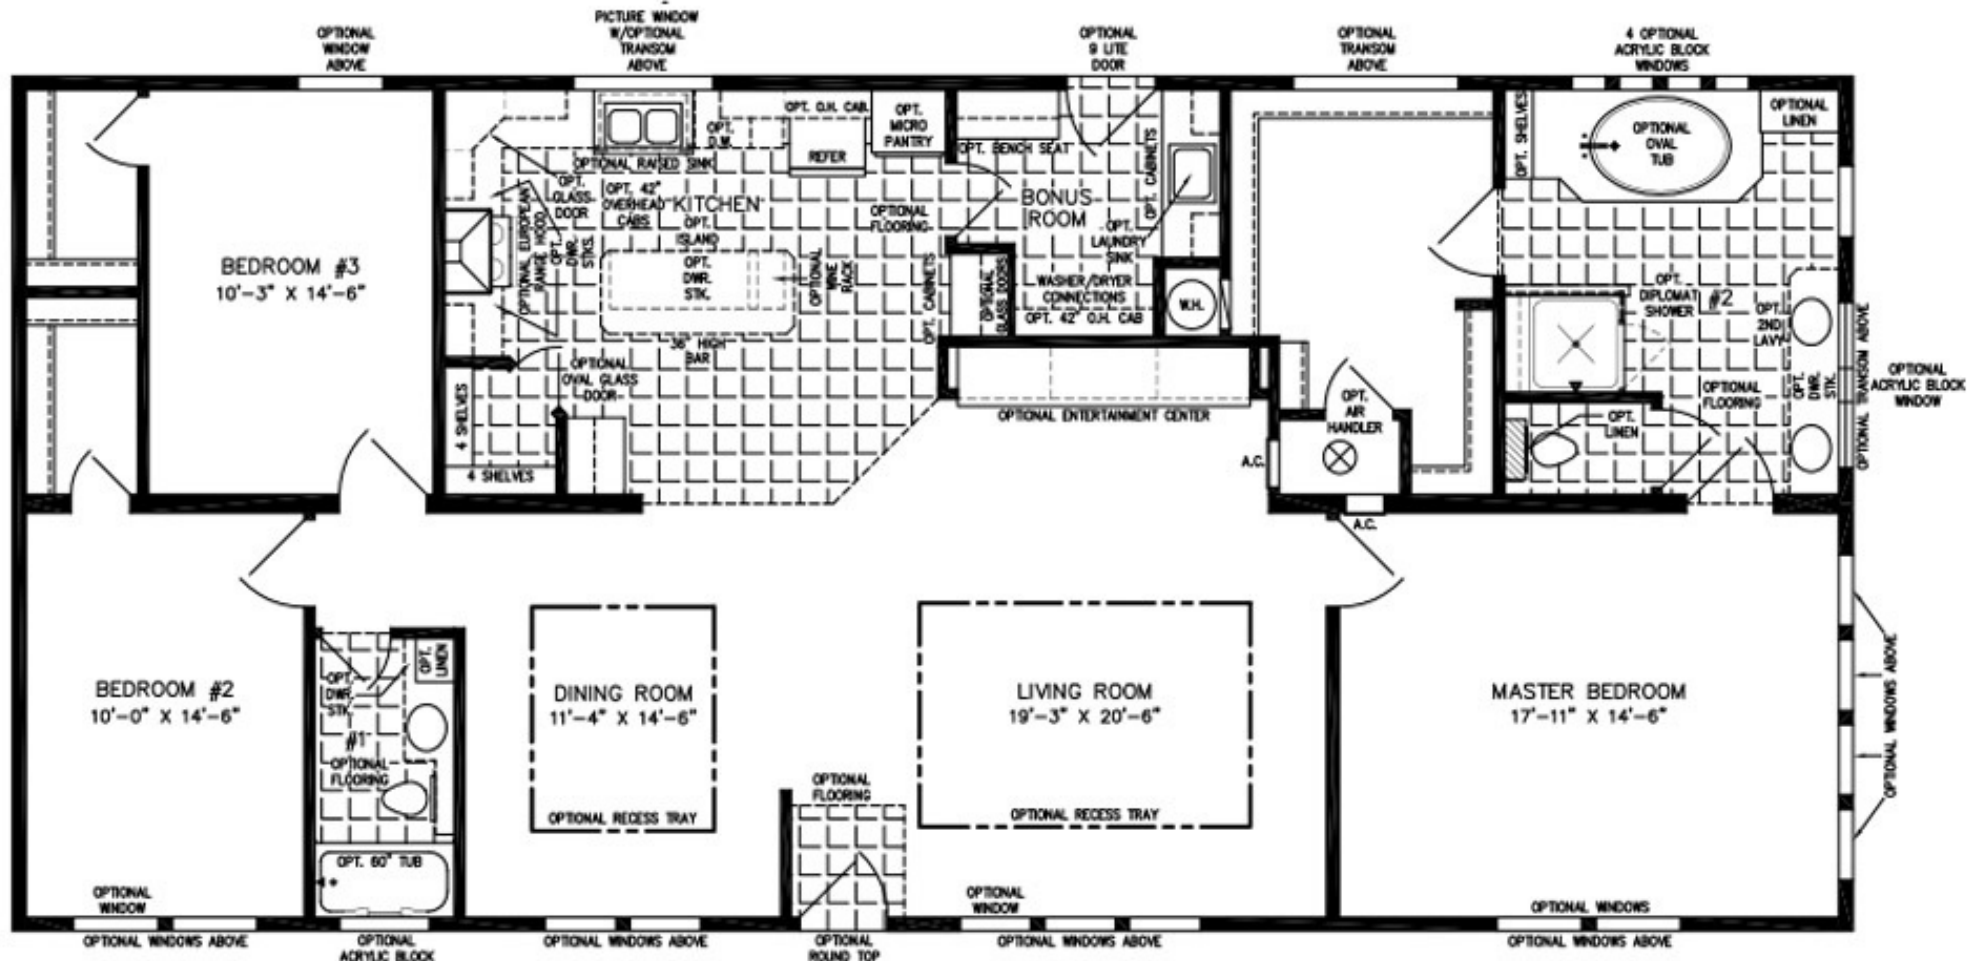 OPTIONAL
WINDOW
ABOVE
PICTURE WINDOW
W/OPTIONAL
TRANSOM
ABOVE
OPTIONAL
9 LITE
DOOR
OPTIONAL
TRANSOM
ABOVE
4 OPTIONAL
ACRYLIC BLOCK
WINDOWS
BEDROOM #3
10'-3" X 14'-6"
OPT. O.H. CAB.
OPT.
MICRO
PANTRY
OPT.
D.W.
REFER
OPTIONAL RAISED SINK
OPT.
GLASS
DOOR
OPT. 42"
OVERHEAD
CABS
KITCHEN
OPT.
ISLAND
OPT.
DWR.
STK.
OPTIONAL EUROPEAN
RANGE HOOD
OPT.
DWR.
STKS.
OPTIONAL
WINE
RACK
OPTIONAL
FLOORING
36" HIGH
BAR
OPTIONAL
OVAL GLASS
DOOR
4 SHELVES
4 SHELVES
OPT. CABINETS
OPT. BENCH SEAT
BONUS
ROOM
OPT. CABINETS
OPT.
LAUNDRY
SINK
OPTIONAL
GLASS DOORS
WASHER/DRYER
CONNECTIONS
OPT. 42" O.H. CAB
W.H.
OPTIONAL ENTERTAINMENT CENTER
OPT.
AIR
HANDLER
A.C.
A.C.
OPT. SHELVES
OPTIONAL
OVAL
TUB
OPTIONAL
LINEN
OPT.
DIPLOMAT
SHOWER
#2
OPT.
2ND
LAVY
OPT.
DWR.
STK.
OPTIONAL
FLOORING
OPT.
LINEN
OPTIONAL TRANSOM ABOVE
OPTIONAL
ACRYLIC BLOCK
WINDOW
BEDROOM #2
10'-0" X 14'-6"
OPT.
LINEN
OPT.
DWR.
STK.
#1
OPTIONAL
FLOORING
OPT. 60" TUB
DINING ROOM
11'-4" X 14'-6"
OPTIONAL RECESS TRAY
OPTIONAL
FLOORING
LIVING ROOM
19'-3" X 20'-6"
OPTIONAL RECESS TRAY
MASTER BEDROOM
17'-11" X 14'-6"
OPTIONAL WINDOWS ABOVE
OPTIONAL
WINDOW
OPTIONAL
WINDOW
OPTIONAL WINDOWS
OPTIONAL WINDOWS ABOVE
OPTIONAL
ACRYLIC BLOCK
OPTIONAL WINDOWS ABOVE
OPTIONAL
ROUND TOP
OPTIONAL WINDOWS ABOVE
OPTIONAL WINDOWS ABOVE